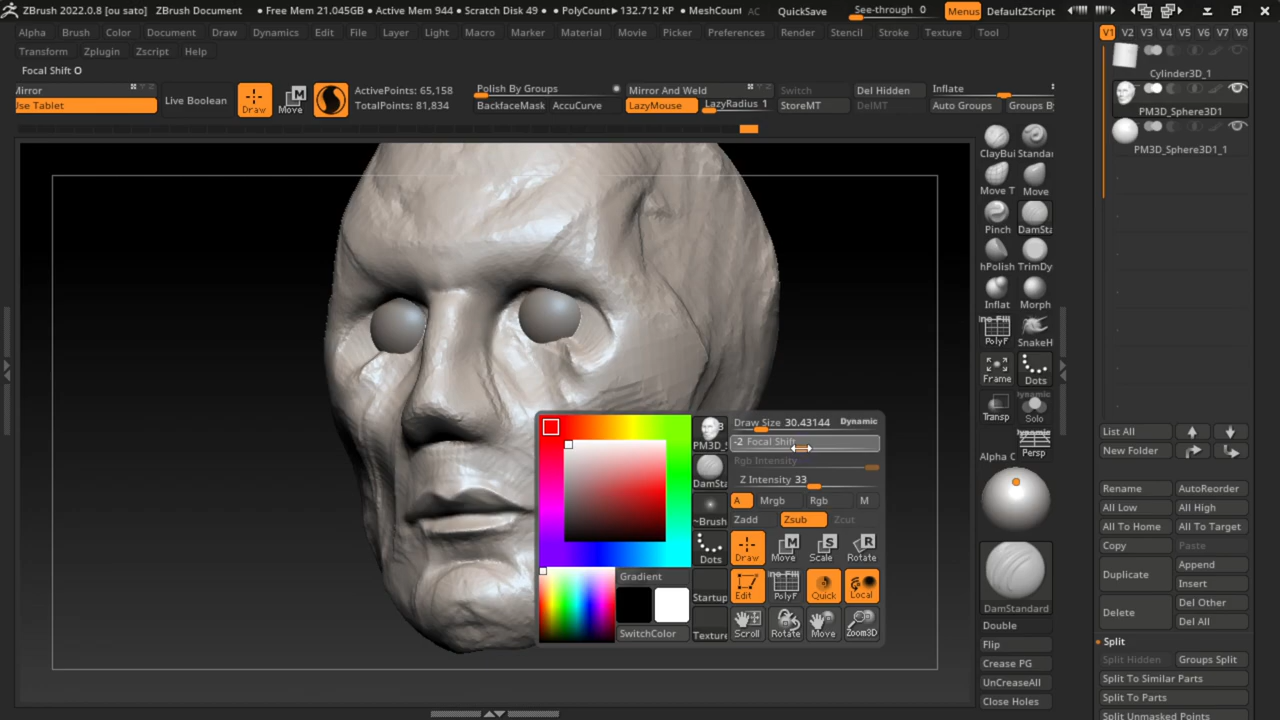 ZBrush 2022.0.8 [ou sato] ZBrush Document • Free Mem 21.045GB • Active Mem 944 • Scratch Disk 49 • PolyCount▸ 132.712 KP • MeshCount AC QuickSave See-through 0 Menus DefaultZScript
Alpha Brush Color Document Draw Dynamics Edit File Layer Light Macro Marker Material Movie Picker Preferences Render Stencil Stroke Texture Tool
Transform Zplugin Zscript Help
V1 V2 V3 V4 V5 V6 V7 V8
Focal Shift O
Use Tablet
Live Boolean
Draw
Move
ActivePoints: 65,158
TotalPoints: 81,834
Polish By Groups
BackfaceMask AccuCurve
Mirror And Weld
LazyMouse LazyRadius 1
Switch
StoreMT
Del Hidden
DelMT
Inflate
Auto Groups Groups By
Cylinder3D_1
PM3D_Sphere3D1
PM3D_Sphere3D1_1
ClayBui Standa
Move T Move
Pinch DamSta
hPolish TrimDy
Inflat Morph
PolyF SnakeH
Frame Dots
Dynamic
Transp Solo
Persp
Alpha O
DamStandard
Double
Flip
Crease PG
UnCreaseAll
Close Holes
PM3D_S
DamSta
~Brush
Dots
Startup
Texture
Gradient
SwitchColor
Draw Size 30.43144 Dynamic
-2 Focal Shift
Rgb Intensity
Z Intensity 33
A Mrgb Rgb M
Zadd Zsub Zcut
Draw Move Scale Rotate
Edit PolyF Quick Local
Scroll Rotate Move Zoom3D
List All
New Folder
Rename AutoReorder
All Low All High
All To Home All To Target
Copy Paste
Duplicate Append
Insert
Delete Del Other
Del All
Split
Split Hidden Groups Split
Split To Similar Parts
Split To Parts
Split Unmasked Points